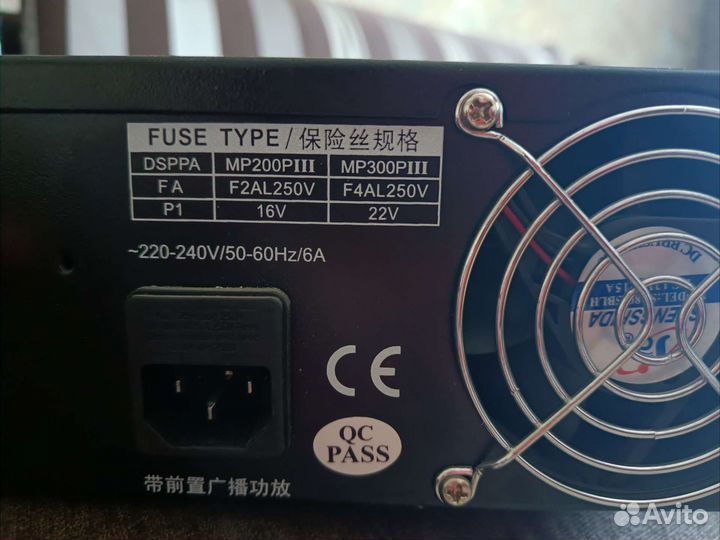 FUSE TYPE/保险丝规格
DSPPA MP200PIII MP300PIII
FA F2AL250V F4AL250V
P1 16V 22V
~220-240V/50-60Hz/6A
CE
QC
PASS
带前置广播功放
Avito